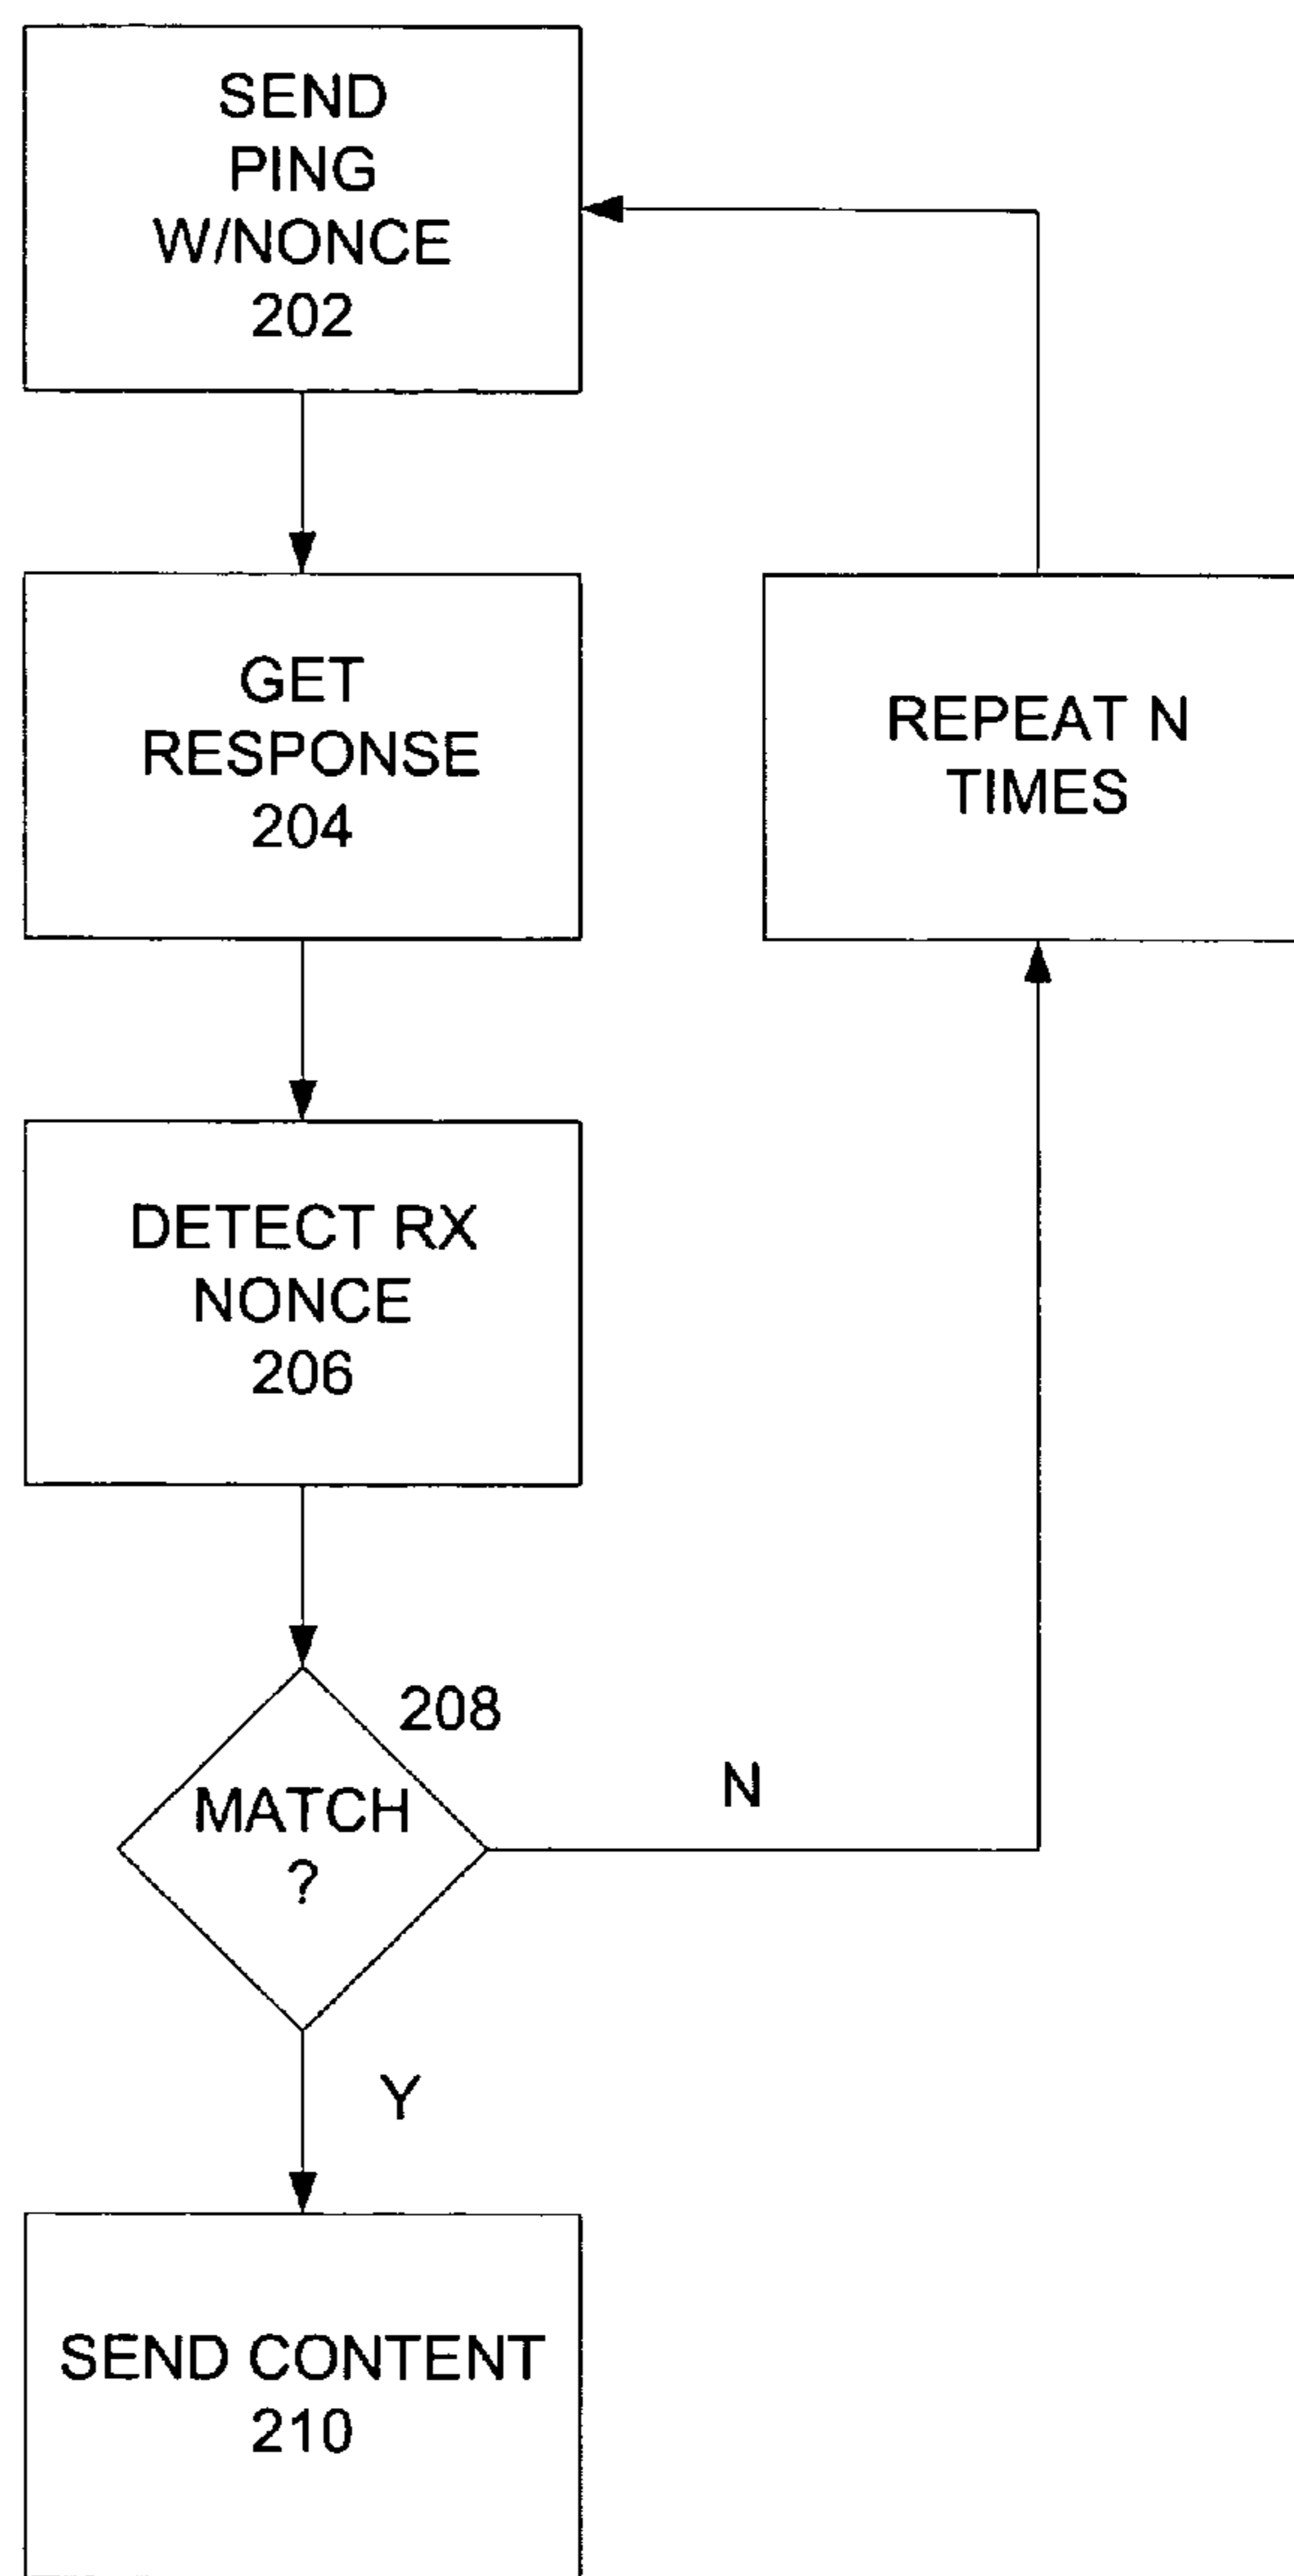 SEND
PING
W/NONCE
202
GET
RESPONSE
204
REPEAT N
TIMES
DETECT RX
NONCE
206
208
MATCH
?
N
Y
SEND CONTENT
210